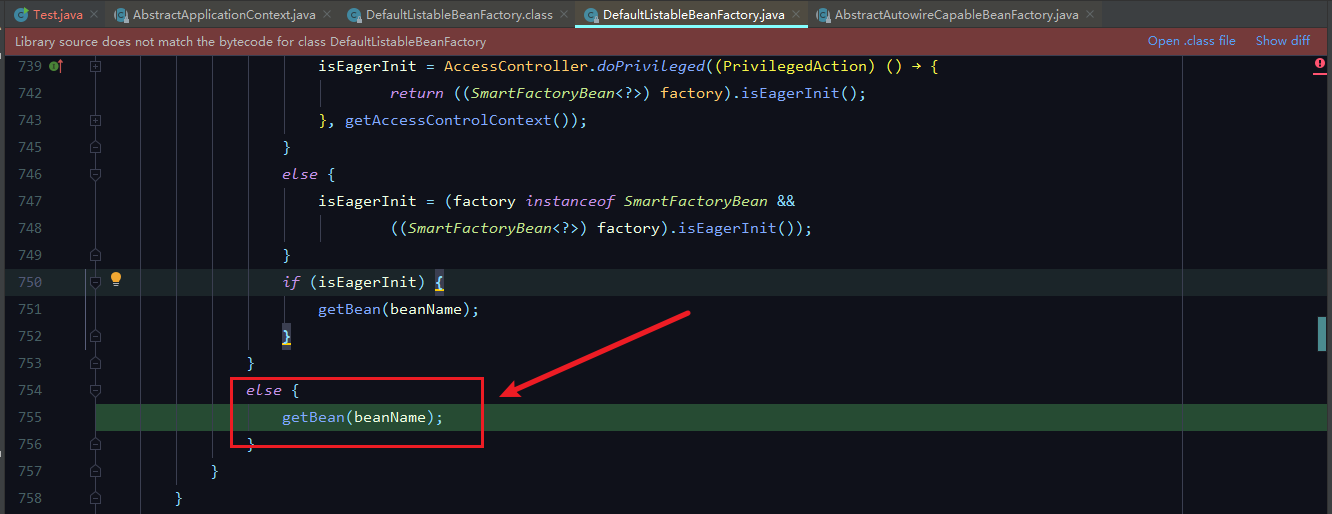 Test.java AbstractApplicationContext.java DefaultListableBeanFactory.class DefaultListableBeanFactory.java AbstractAutowireCapableBeanFactory.java
Library source does not match the bytecode for class DefaultListableBeanFactory Open .class file Show diff
739 isEagerInit = AccessController.doPrivileged((PrivilegedAction) () → {
742 return ((SmartFactoryBean<?>) factory).isEagerInit();
743 }, getAccessControlContext());
745 }
746 else {
747 isEagerInit = (factory instanceof SmartFactoryBean &&
748 ((SmartFactoryBean<?>) factory).isEagerInit());
749 }
750 if (isEagerInit) {
751 getBean(beanName);
752 }
753 }
754 else {
755 getBean(beanName);
756 }
757 }
758 }